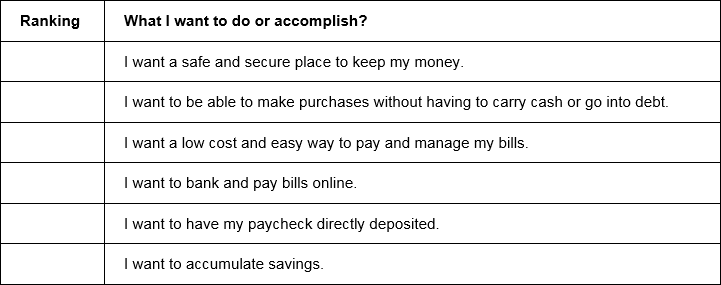 Ranking What I want to do or accomplish?
I want a safe and secure place to keep my money.
I want to be able to make purchases without having to carry cash or go into debt.
I want a low cost and easy way to pay and manage my bills.
I want to bank and pay bills online.
I want to have my paycheck directly deposited.
I want to accumulate savings.